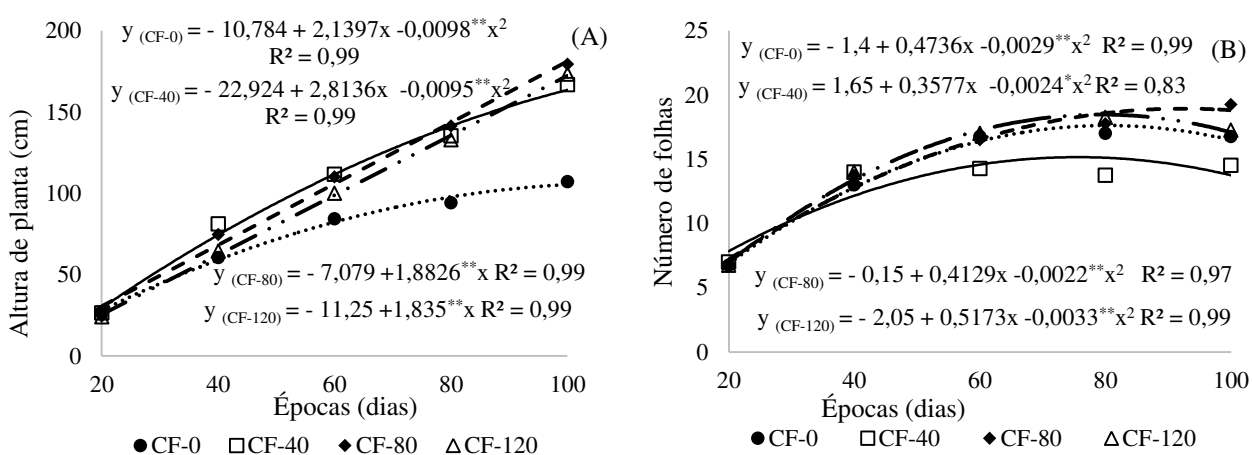 y (CF-0) = - 10,784 + 2,1397x -0,0098**x²
R² = 0,99
(A)
y (CF-40) = - 22,924 + 2,8136x -0,0095**x²
R² = 0,99
Altura de planta (cm)
200
150
100
50
0
y (CF-80) = - 7,079 +1,8826**x R² = 0,99
y (CF-120) = - 11,25 +1,835**x R² = 0,99
20 40 60 80 100
Épocas (dias)
CF-0 CF-40 CF-80 CF-120
y (CF-0) = - 1,4 + 0,4736x -0,0029**x² R² = 0,99
(B)
y (CF-40) = 1,65 + 0,3577x -0,0024*x² R² = 0,83
Número de folhas
25
20
15
10
5
0
y (CF-80) = - 0,15 + 0,4129x -0,0022**x² R² = 0,97
y (CF-120) = - 2,05 + 0,5173x -0,0033**x² R² = 0,99
20 40 60 80 100
Épocas (dias)
CF-0 CF-40 CF-80 CF-120